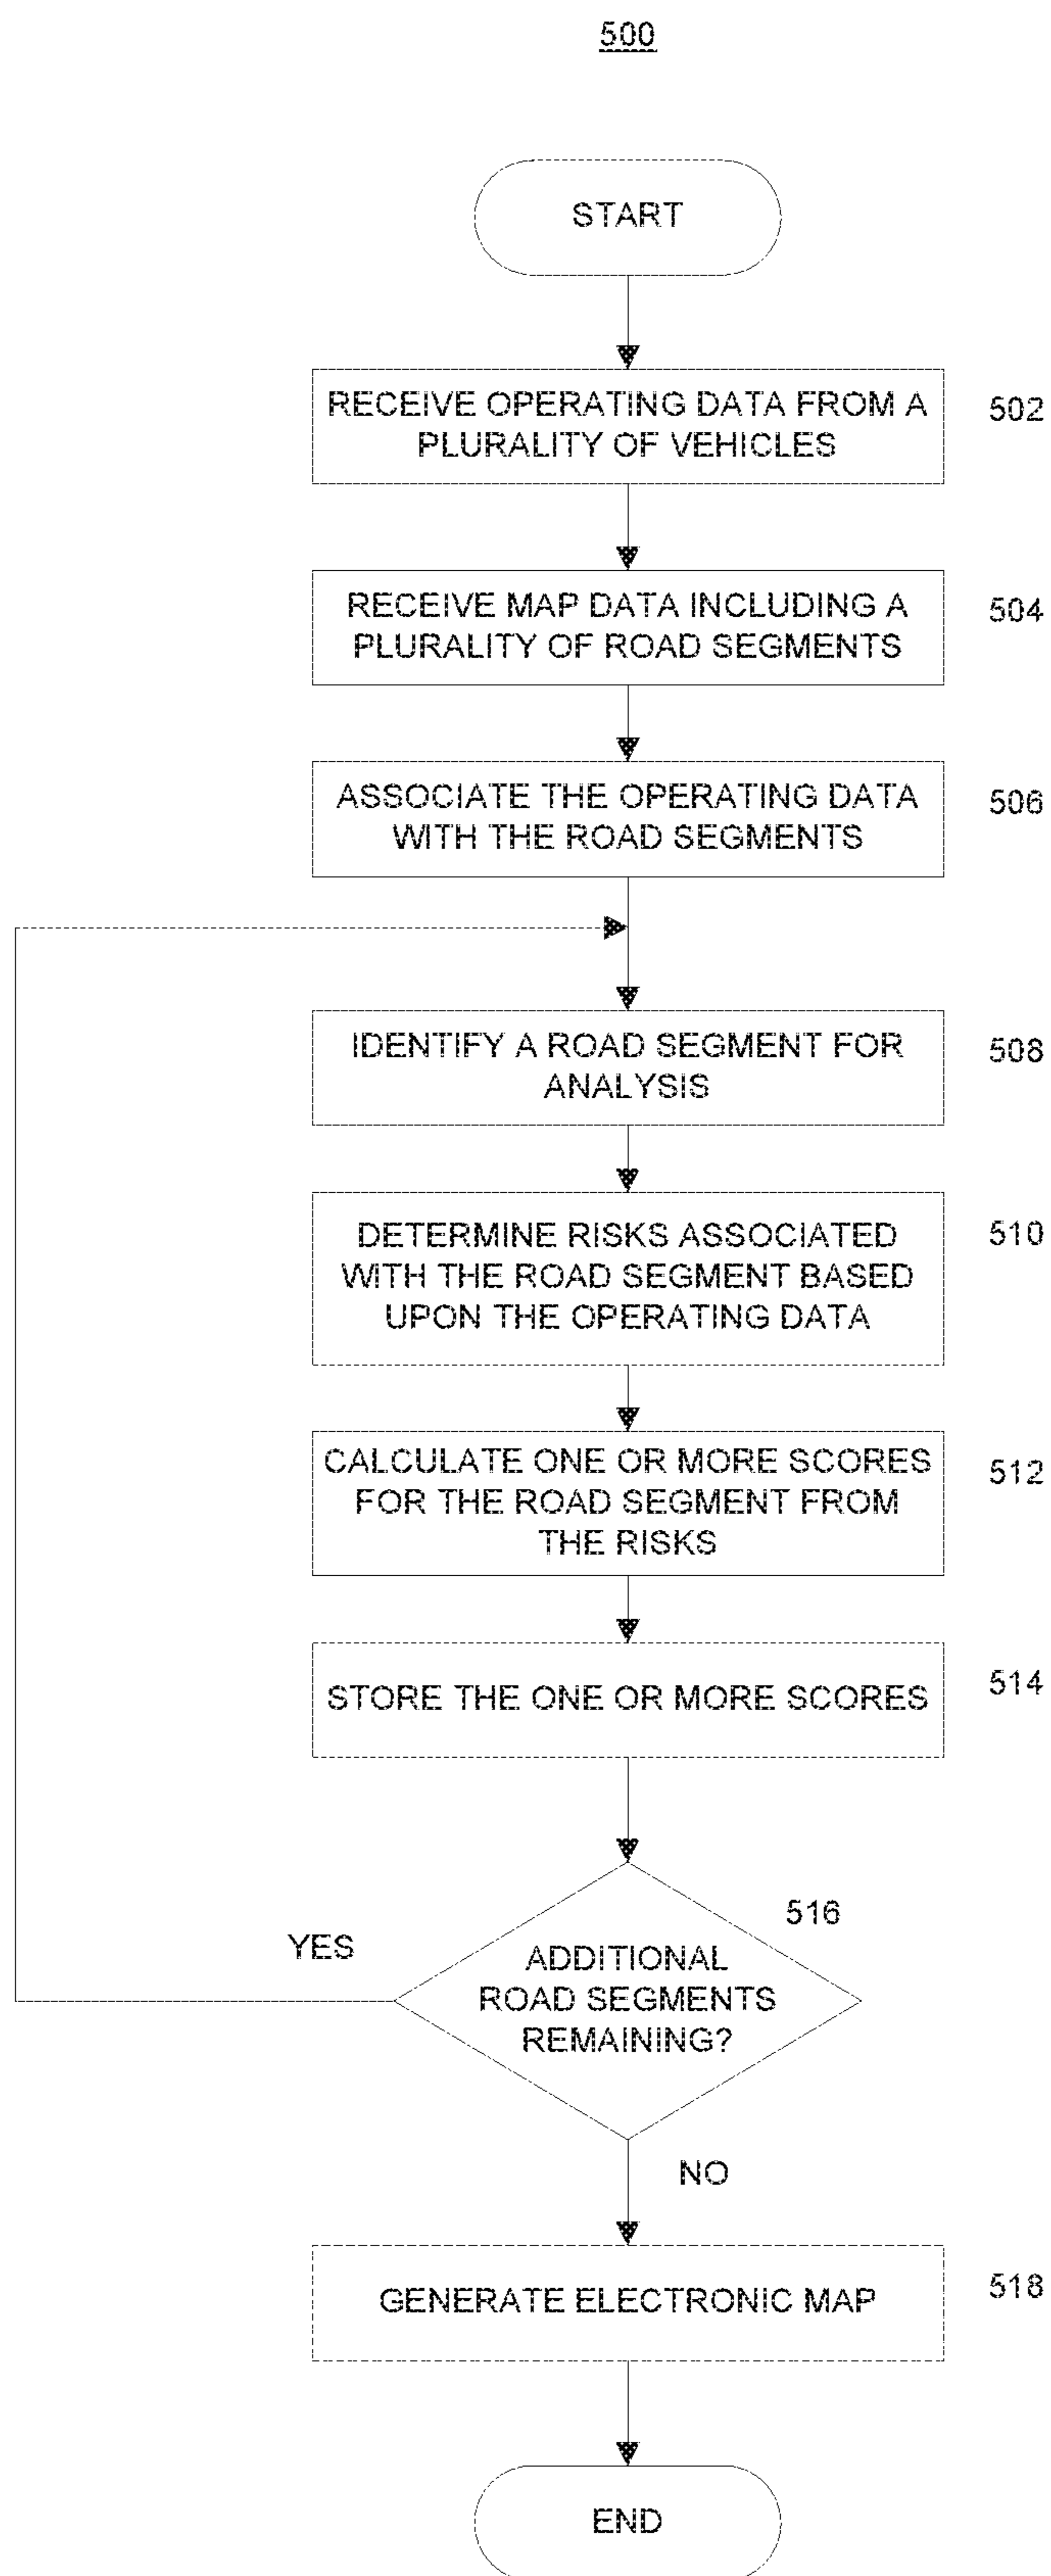 500
START
RECEIVE OPERATING DATA FROM A
PLURALITY OF VEHICLES
502
RECEIVE MAP DATA INCLUDING A
PLURALITY OF ROAD SEGMENTS
504
ASSOCIATE THE OPERATING DATA
WITH THE ROAD SEGMENTS
506
IDENTIFY A ROAD SEGMENT FOR
ANALYSIS
508
DETERMINE RISKS ASSOCIATED
WITH THE ROAD SEGMENT BASED
UPON THE OPERATING DATA
510
CALCULATE ONE OR MORE SCORES
FOR THE ROAD SEGMENT FROM
THE RISKS
512
STORE THE ONE OR MORE SCORES
514
516
YES
ADDITIONAL
ROAD SEGMENTS
REMAINING?
NO
GENERATE ELECTRONIC MAP
518
END